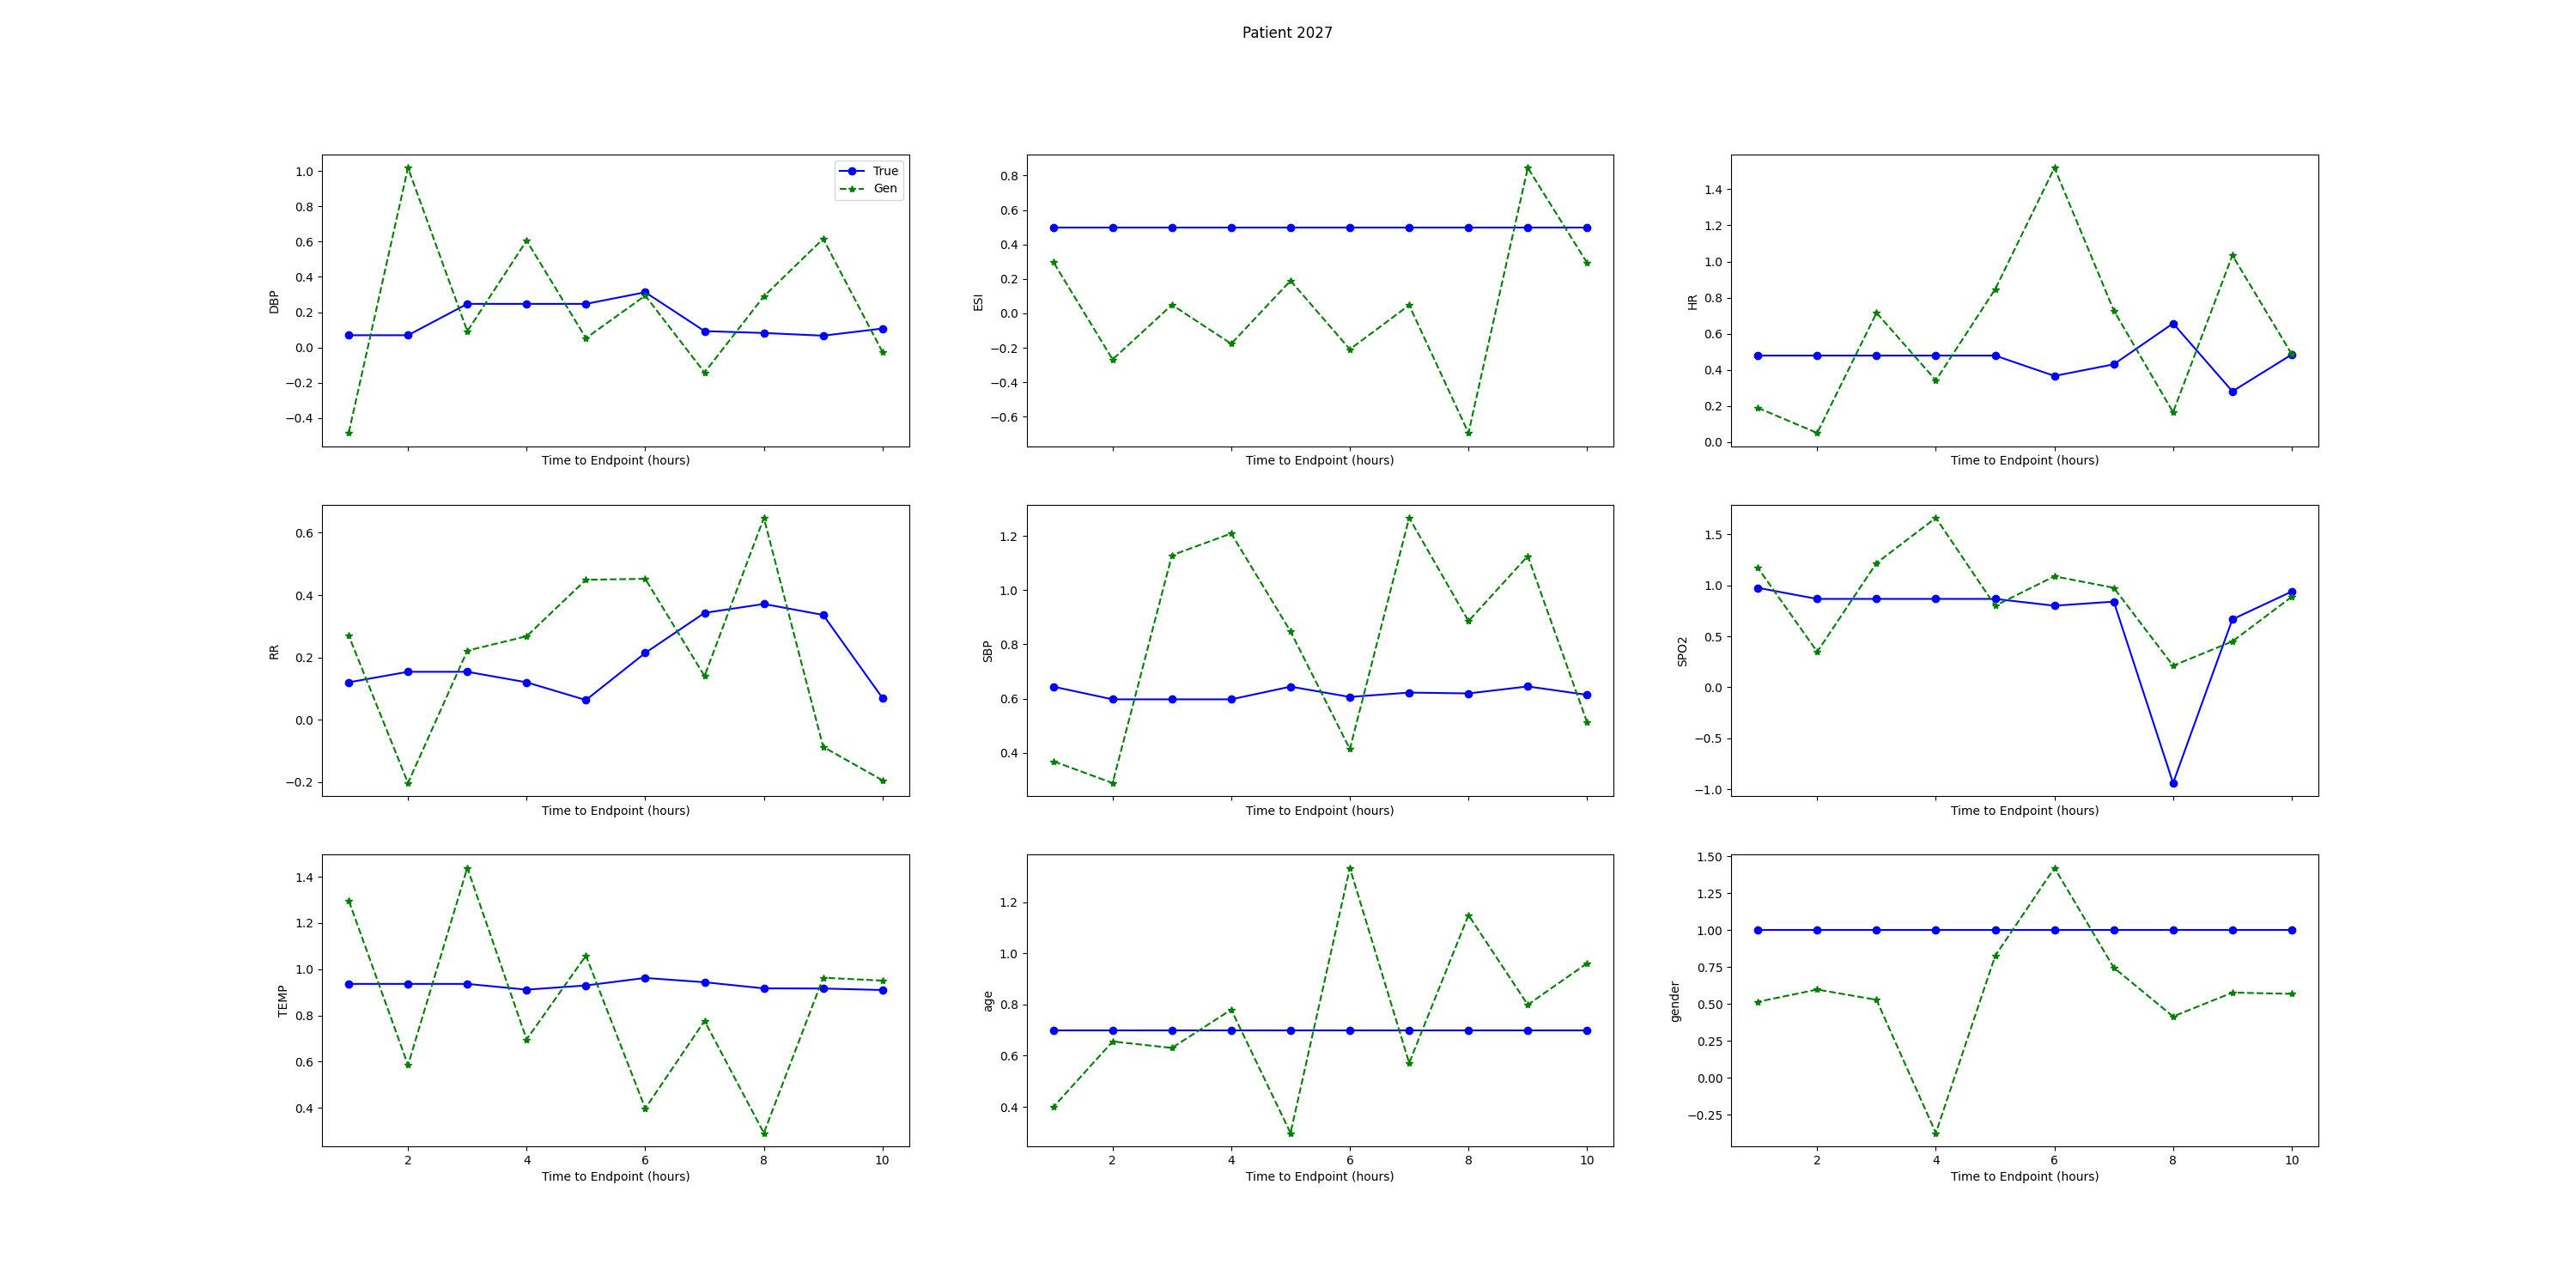 Patient 2027
DBP
1.0
0.8
0.6
0.4
0.2
0.0
−0.2
−0.4
True
Gen
Time to Endpoint (hours)
ESI
0.8
0.6
0.4
0.2
0.0
−0.2
−0.4
−0.6
Time to Endpoint (hours)
HR
1.4
1.2
1.0
0.8
0.6
0.4
0.2
0.0
Time to Endpoint (hours)
RR
0.6
0.4
0.2
0.0
−0.2
Time to Endpoint (hours)
SBP
1.2
1.0
0.8
0.6
0.4
Time to Endpoint (hours)
SPO2
1.5
1.0
0.5
0.0
−0.5
−1.0
Time to Endpoint (hours)
TEMP
1.4
1.2
1.0
0.8
0.6
0.4
2 4 6 8 10
Time to Endpoint (hours)
age
1.2
1.0
0.8
0.6
0.4
2 4 6 8 10
Time to Endpoint (hours)
gender
1.50
1.25
1.00
0.75
0.50
0.25
0.00
−0.25
2 4 6 8 10
Time to Endpoint (hours)